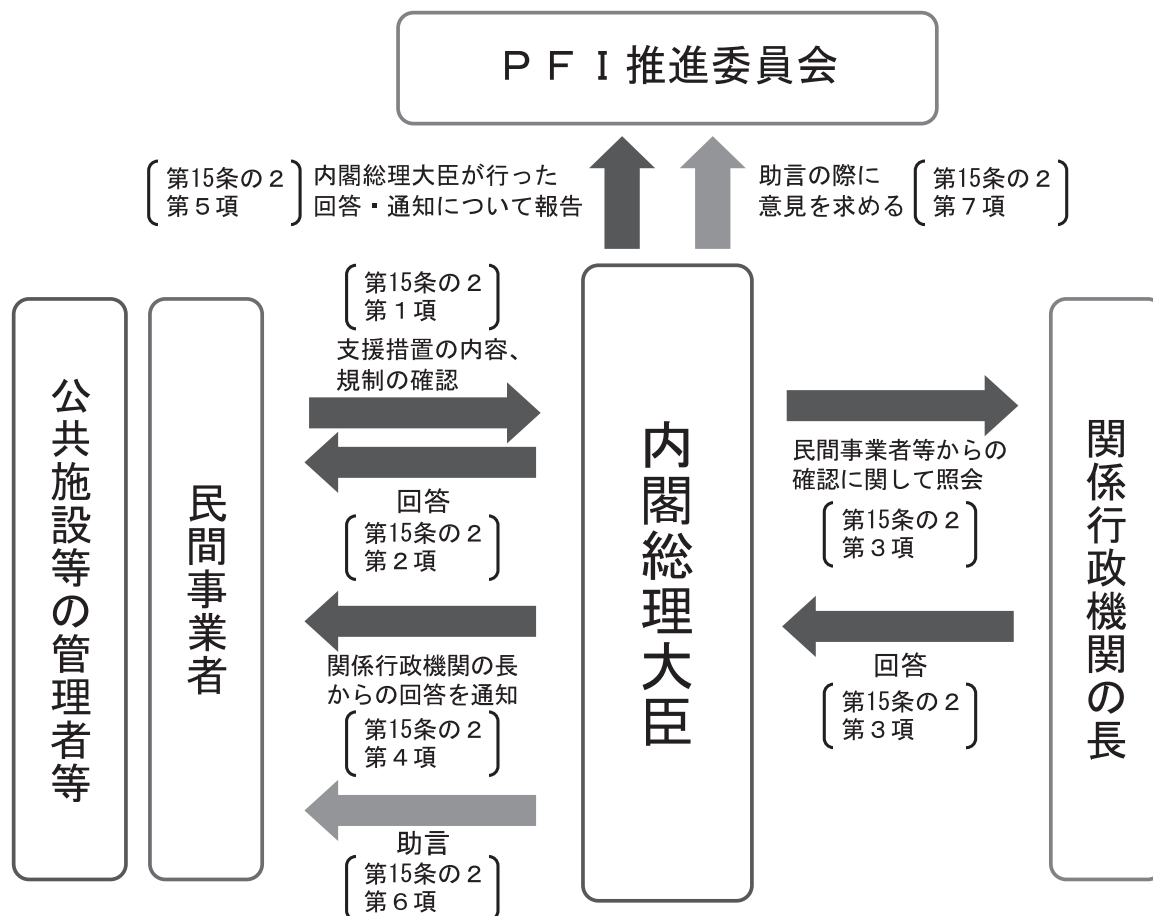 ＰＦＩ推進委員会
第15条の２
第５項
内閣総理大臣が行った
回答・通知について報告
助言の際に
意見を求める
第15条の２
第７項
公共施設等の管理者等
民間事業者
第15条の２
第１項
支援措置の内容、
規制の確認
回答
第15条の２
第２項
関係行政機関の長
からの回答を通知
第15条の２
第４項
助言
第15条の２
第６項
内閣総理大臣
民間事業者等からの
確認に関して照会
第15条の２
第３項
回答
第15条の２
第３項
関係行政機関の長